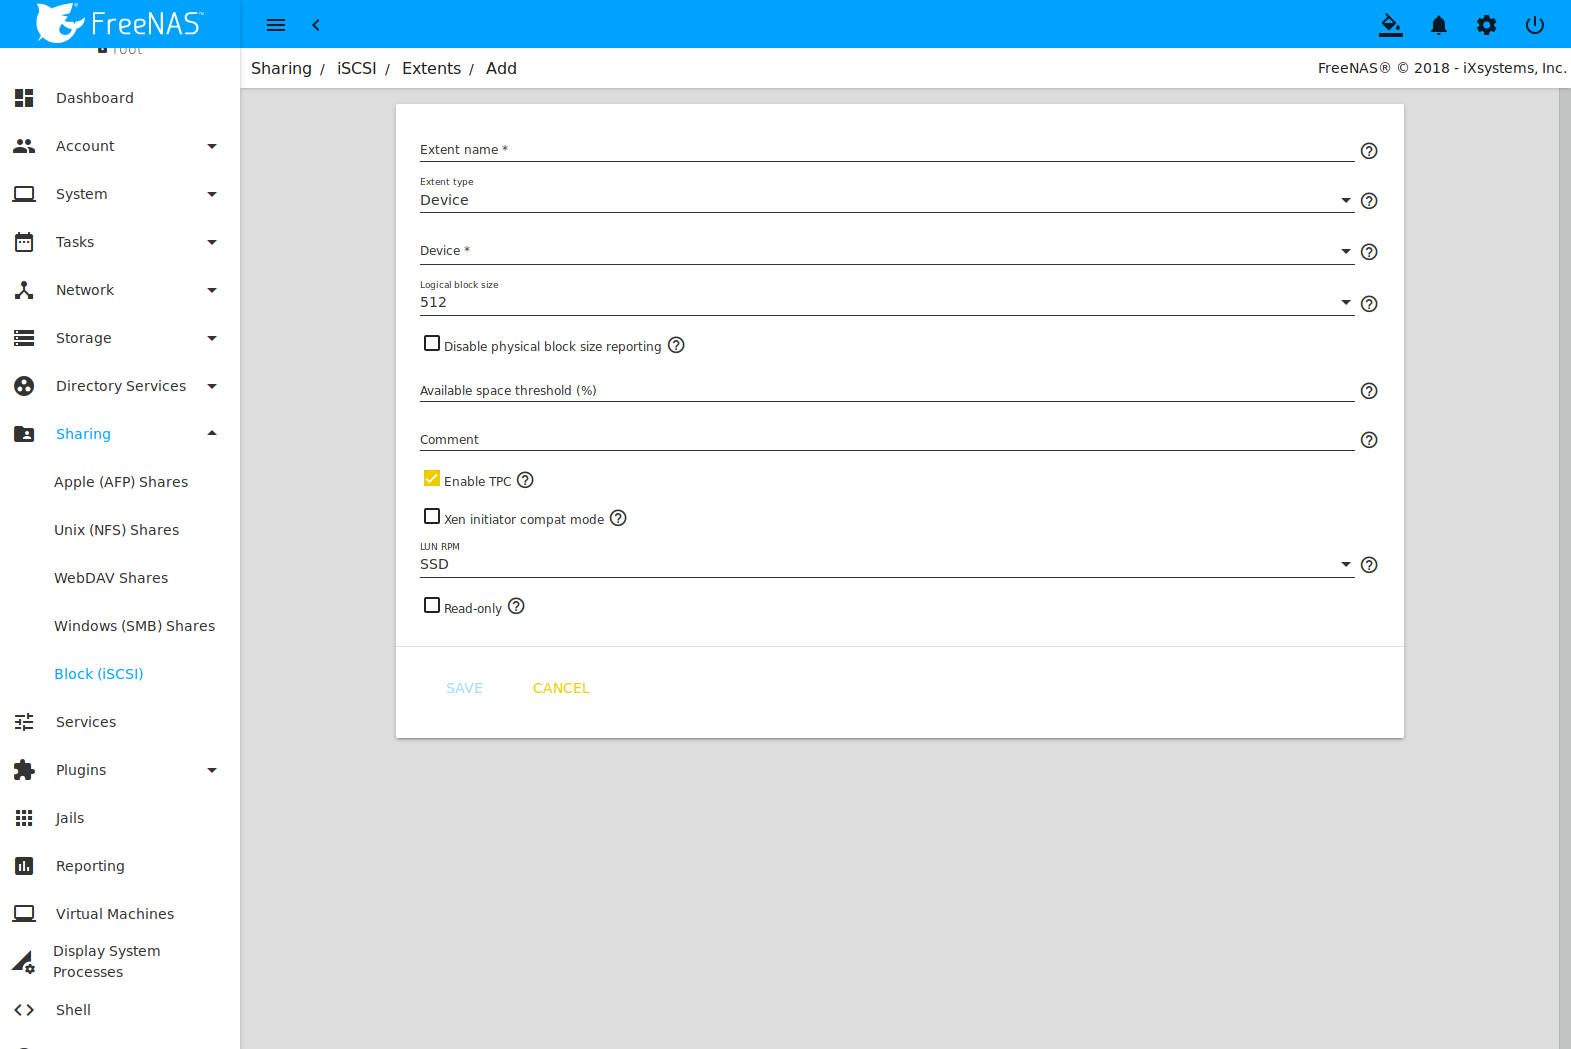 FreeNAS™
Sharing / iSCSI / Extents / Add
FreeNAS® © 2018 - iXsystems, Inc.
root
Dashboard
Account
System
Tasks
Network
Storage
Directory Services
Sharing
Apple (AFP) Shares
Unix (NFS) Shares
WebDAV Shares
Windows (SMB) Shares
Block (iSCSI)
Services
Plugins
Jails
Reporting
Virtual Machines
Display System
Processes
Shell
Extent name *
Extent type
Device
Device *
Logical block size
512
Disable physical block size reporting
Available space threshold (%)
Comment
Enable TPC
Xen initiator compat mode
LUN RPM
SSD
Read-only
SAVE CANCEL